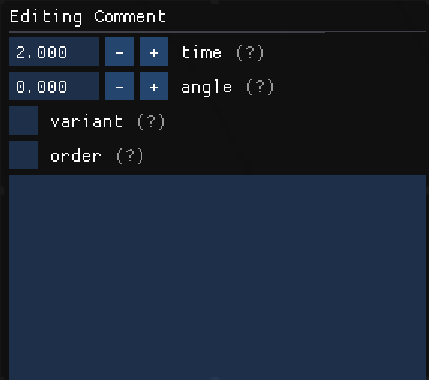 Editing Comment
2.000 - + time (?)
0.000 - + angle (?)
variant (?)
order (?)